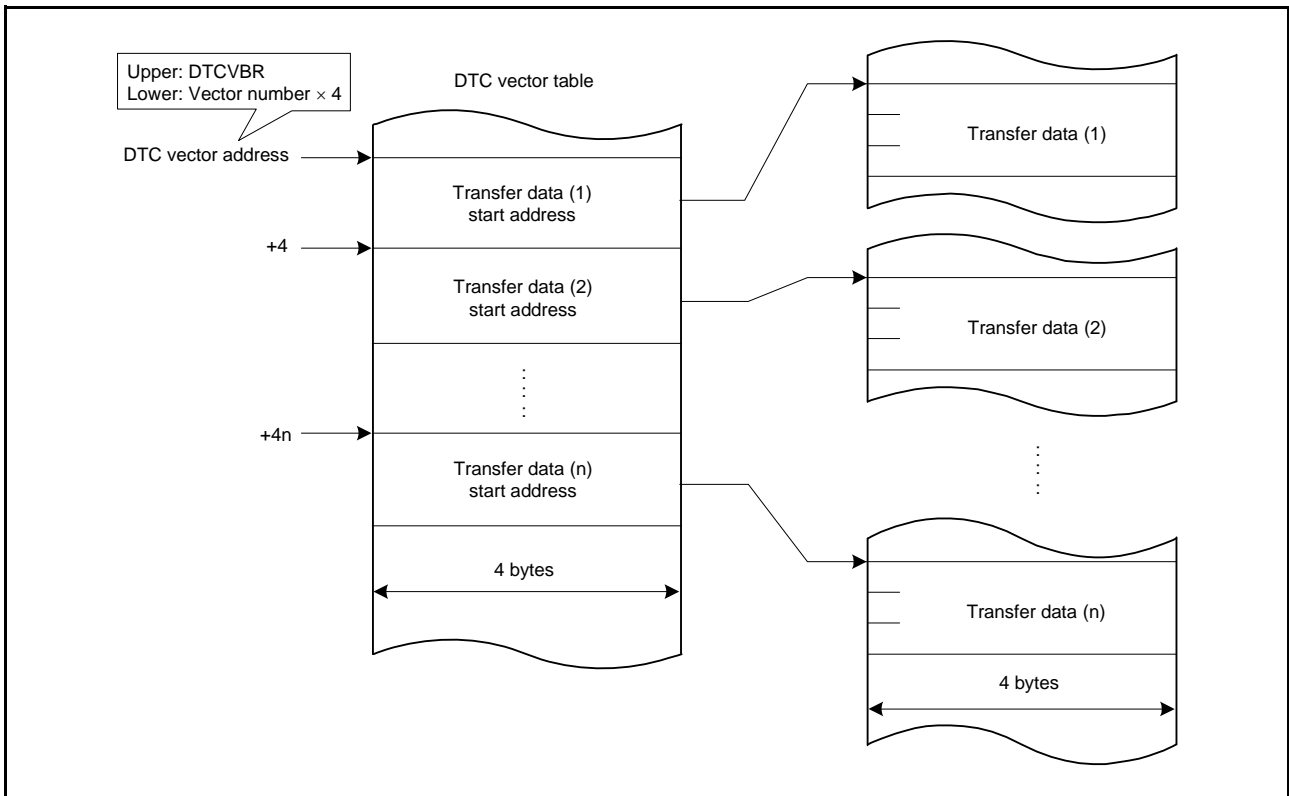 Upper: DTCVBR
Lower: Vector number × 4
DTC vector address
DTC vector table
Transfer data (1)
start address
+4
Transfer data (2)
start address
+4n
Transfer data (n)
start address
4 bytes
Transfer data (1)
Transfer data (2)
Transfer data (n)
4 bytes